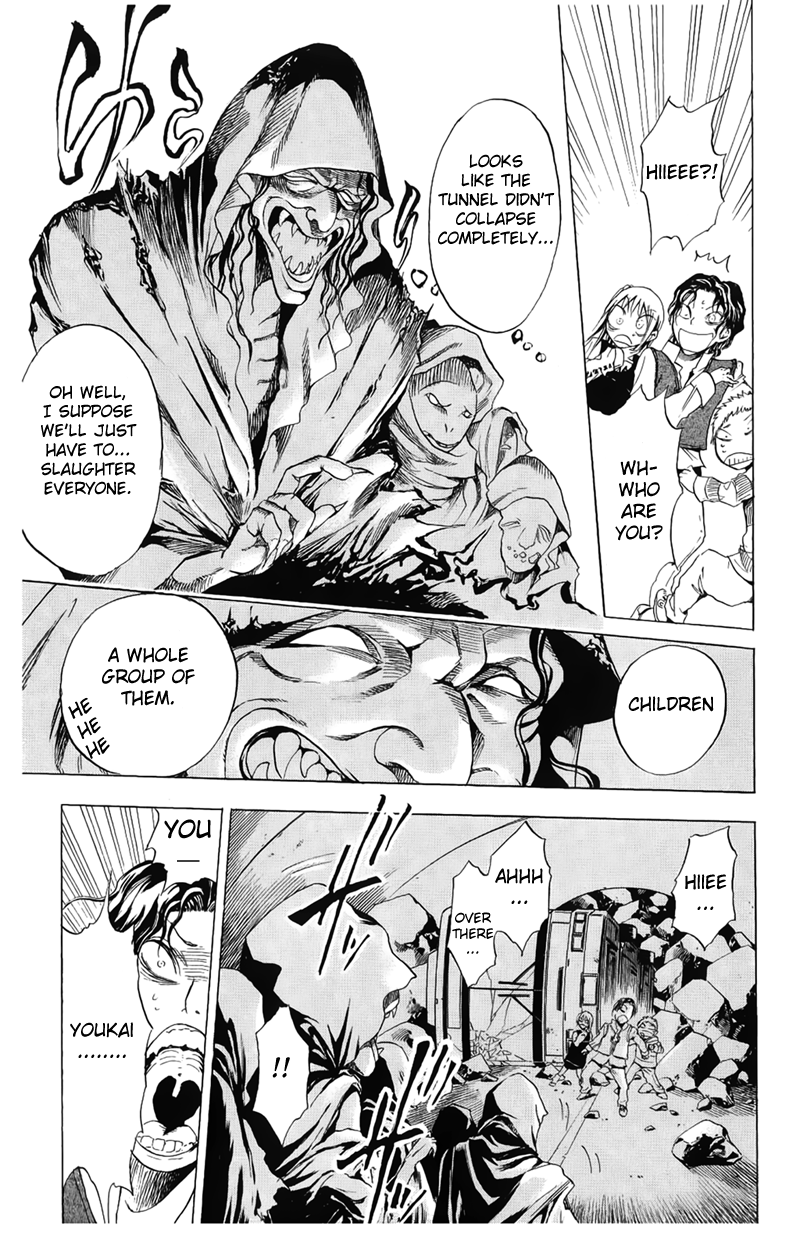 HIIEEE?!
WH-
WHO
ARE
YOU?
LOOKS
LIKE THE
TUNNEL DIDN'T
COLLAPSE
COMPLETELY...
OH WELL,
I SUPPOSE
WE'LL JUST
HAVE TO...
SLAUGHTER
EVERYONE.
CHILDREN
A WHOLE
GROUP OF
THEM.
HE
HE
HE
HIIEE
...
AHHH
...
OVER
THERE
...
!!
YOU
—
YOUKAI
........